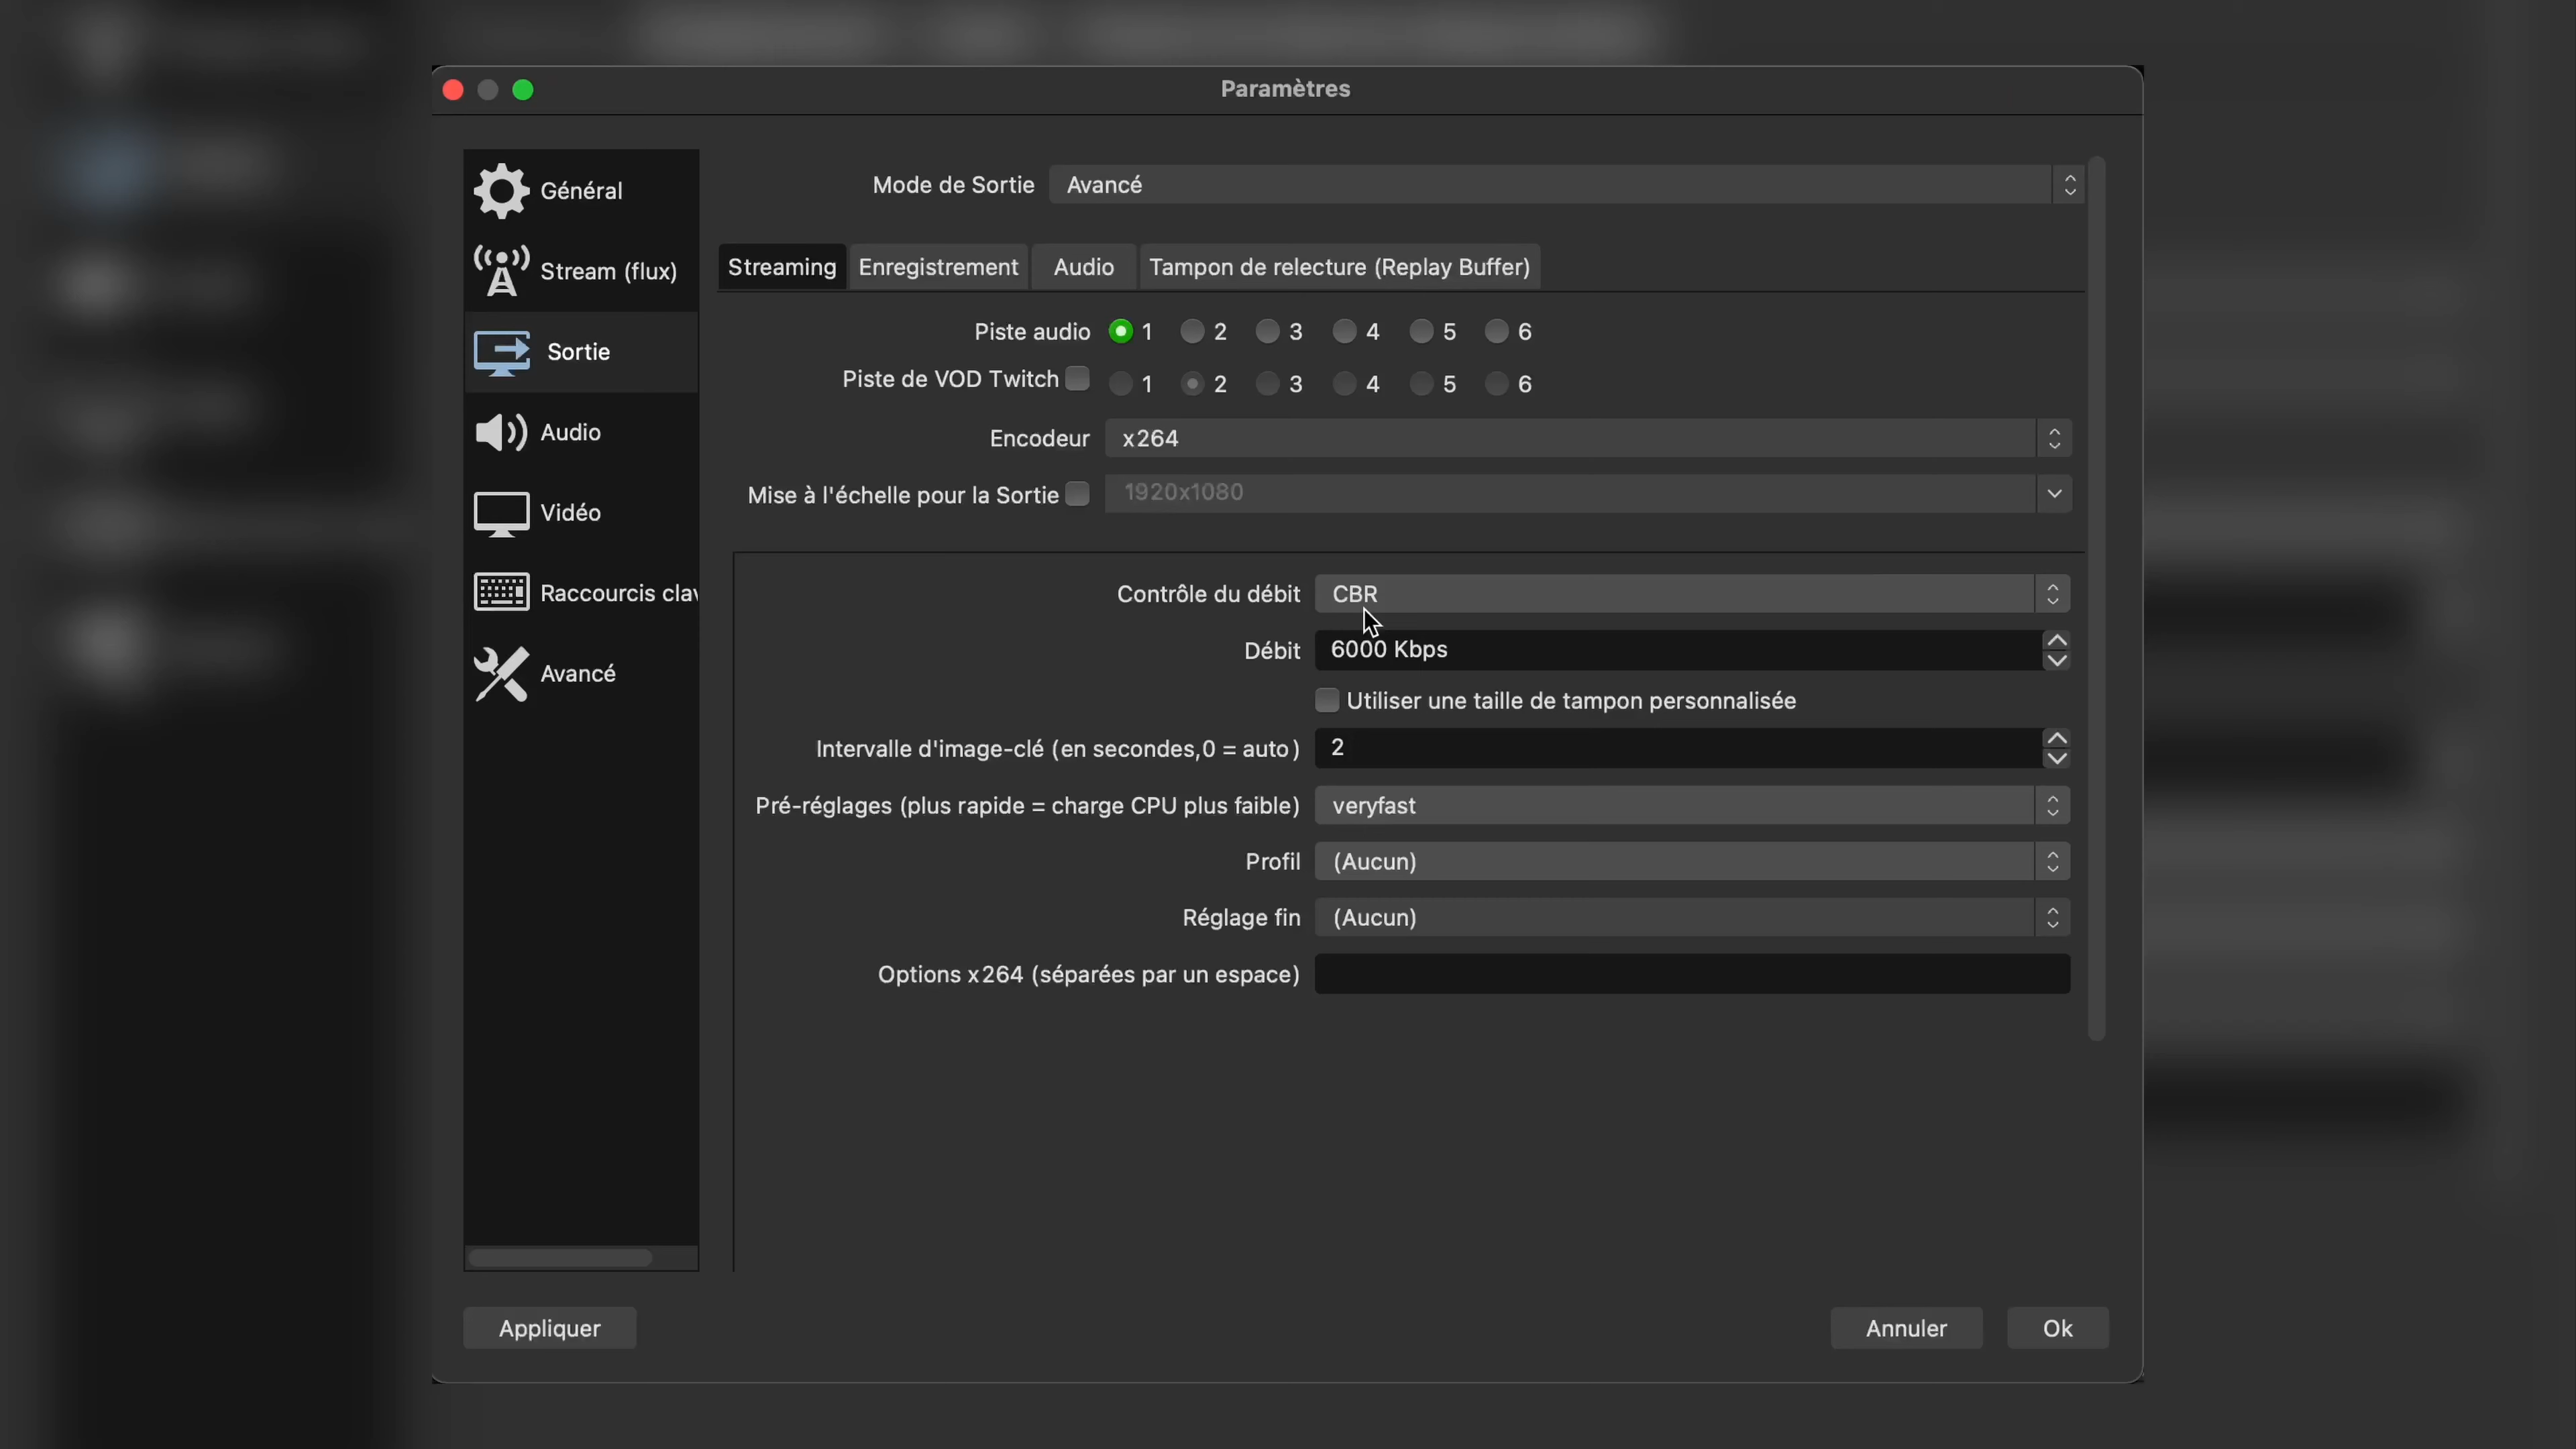 Paramètres
Général
Stream (flux)
Sortie
Audio
Vidéo
Raccourcis clav
Avancé
Mode de Sortie Avancé
Streaming Enregistrement Audio Tampon de relecture (Replay Buffer)
Piste audio 1 2 3 4 5 6
Piste de VOD Twitch 1 2 3 4 5 6
Encodeur x264
Mise à l'échelle pour la Sortie 1920x1080
Contrôle du débit CBR
Débit 6000 Kbps
Utiliser une taille de tampon personnalisée
Intervalle d'image-clé (en secondes,0 = auto) 2
Pré-réglages (plus rapide = charge CPU plus faible) veryfast
Profil (Aucun)
Réglage fin (Aucun)
Options x264 (séparées par un espace)
Appliquer Annuler Ok